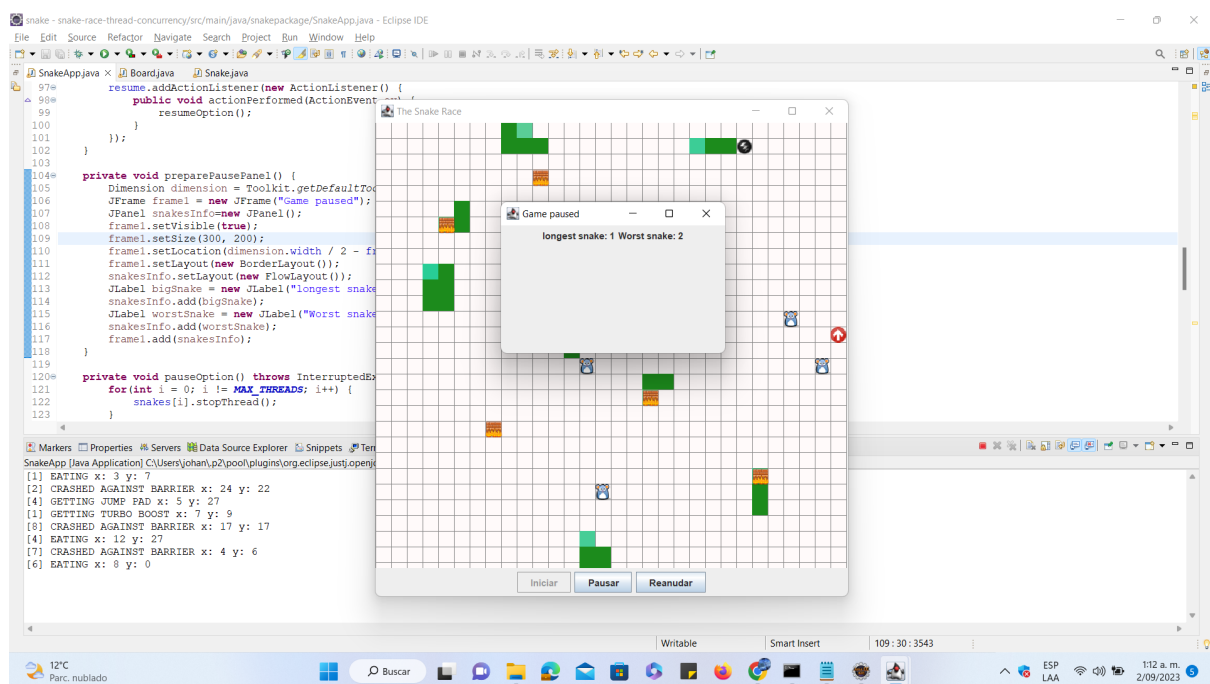 snake - snake-race-thread-concurrency/src/main/java/snakepackage/SnakeApp.java - Eclipse IDE
File Edit Source Refactor Navigate Search Project Run Window Help
SnakeApp.java Board.java Snake.java
97 resume.addActionListener(new ActionListener() {
98 public void actionPerformed(ActionEvent
99 resumeOption();
100 }
101 });
102 }
103
104 private void preparePausePanel() {
105 Dimension dimension = Toolkit.getDefaultToo
106 JFrame frame1 = new JFrame("Game paused");
107 JPanel snakesInfo=new JPanel();
108 frame1.setVisible(true);
109 frame1.setSize(300, 200);
110 frame1.setLocation(dimension.width / 2 - fr
111 frame1.setLayout(new BorderLayout());
112 snakesInfo.setLayout(new FlowLayout());
113 JLabel bigSnake = new JLabel("longest snake
114 snakesInfo.add(bigSnake);
115 JLabel worstSnake = new JLabel("Worst snake
116 snakesInfo.add(worstSnake);
117 frame1.add(snakesInfo);
118 }
119
120 private void pauseOption() throws InterruptedEx
121 for(int i = 0; i != MAX_THREADS; i++) {
122 snakes[i].stopThread();
123 }
The Snake Race
Game paused
longest snake: 1 Worst snake: 2
Iniciar Pausar Reanudar
Markers Properties Servers Data Source Explorer Snippets Ter
SnakeApp [Java Application] C:\Users\johan\.p2\pool\plugins\org.eclipse.justj.openj
[1] EATING x: 3 y: 7
[2] CRASHED AGAINST BARRIER x: 24 y: 22
[4] GETTING JUMP PAD x: 5 y: 27
[1] GETTING TURBO BOOST x: 7 y: 9
[8] CRASHED AGAINST BARRIER x: 17 y: 17
[4] EATING x: 12 y: 27
[7] CRASHED AGAINST BARRIER x: 4 y: 6
[6] EATING x: 8 y: 0
Writable Smart Insert 109 : 30 : 3543
12°C
Parc. nublado
Buscar
ESP
LAA
1:12 a. m.
2/09/2023
5